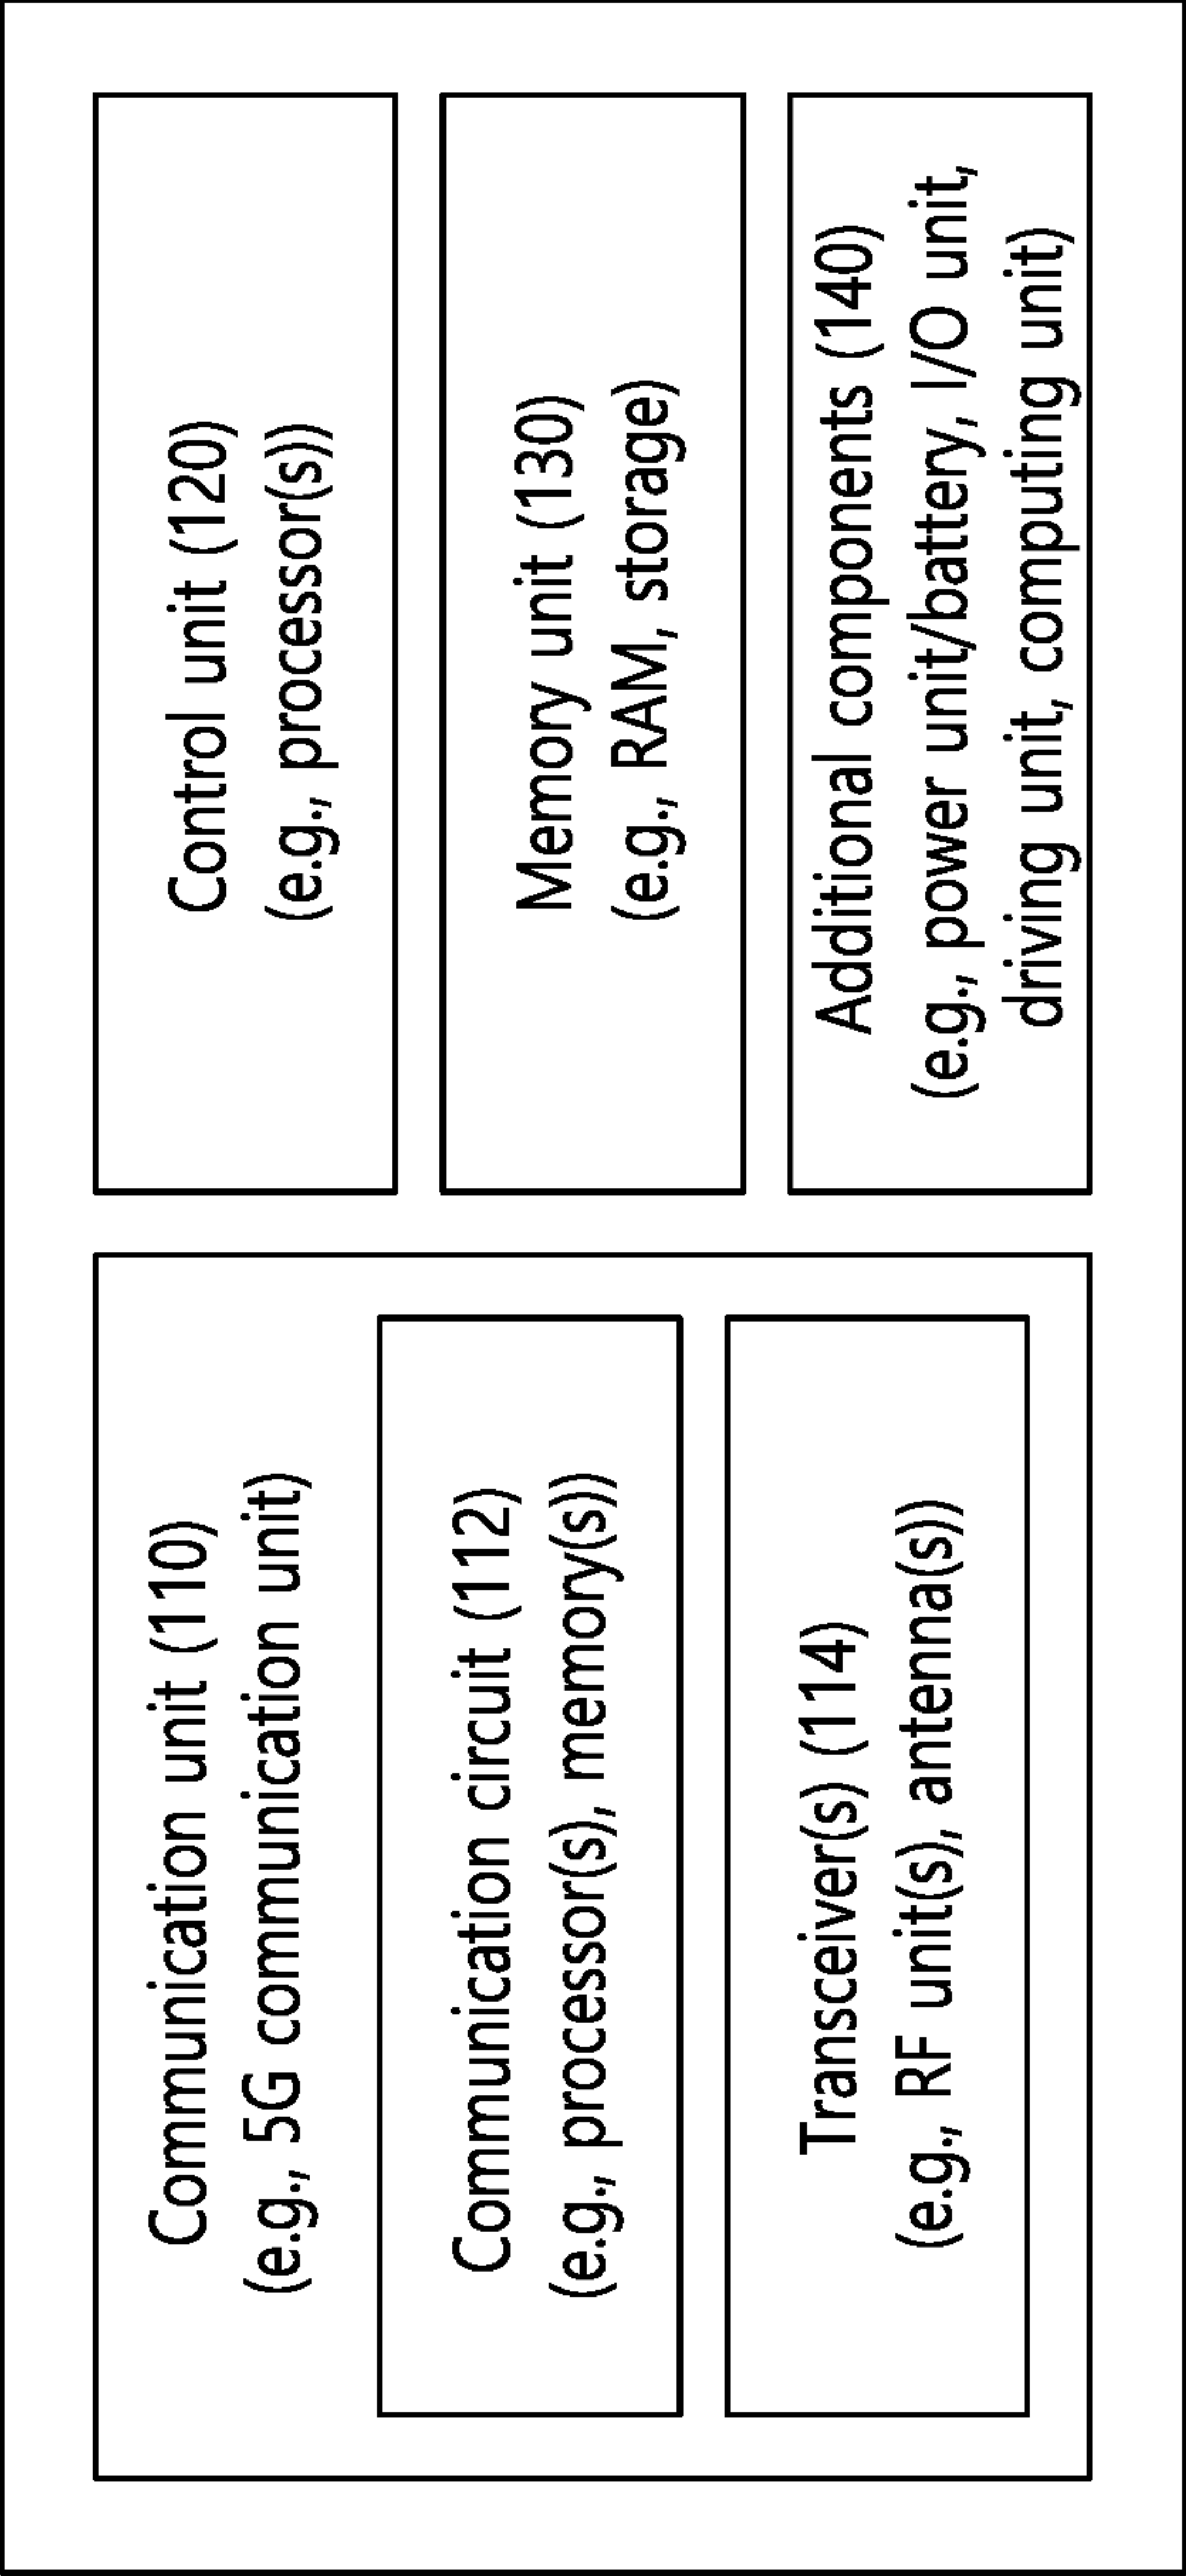 Communication unit (110)
(e.g., 5G communication unit)
Communication circuit (112)
(e.g., processor(s), memory(s))
Transceiver(s) (114)
(e.g., RF unit(s), antenna(s))
Control unit (120)
(e.g., processor(s))
Memory unit (130)
(e.g., RAM, storage)
Additional components (140)
(e.g., power unit/battery, I/O unit,
driving unit, computing unit)